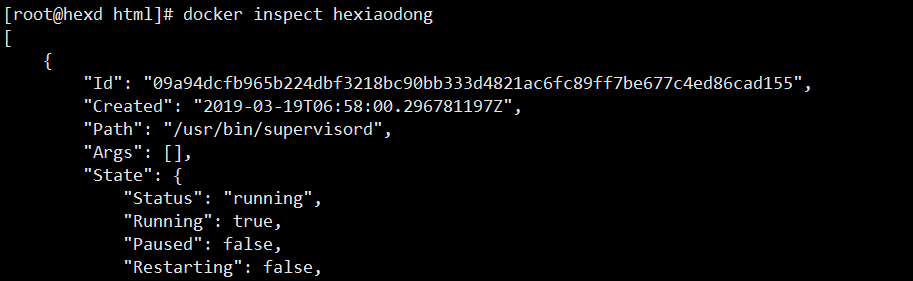 [root@hexd html]# docker inspect hexiaodong
[
    {
        "Id": "09a94dcfb965b224dbf3218bc90bb333d4821ac6fc89ff7be677c4ed86cad155",
        "Created": "2019-03-19T06:58:00.296781197Z",
        "Path": "/usr/bin/supervisord",
        "Args": [],
        "State": {
            "Status": "running",
            "Running": true,
            "Paused": false,
            "Restarting": false,